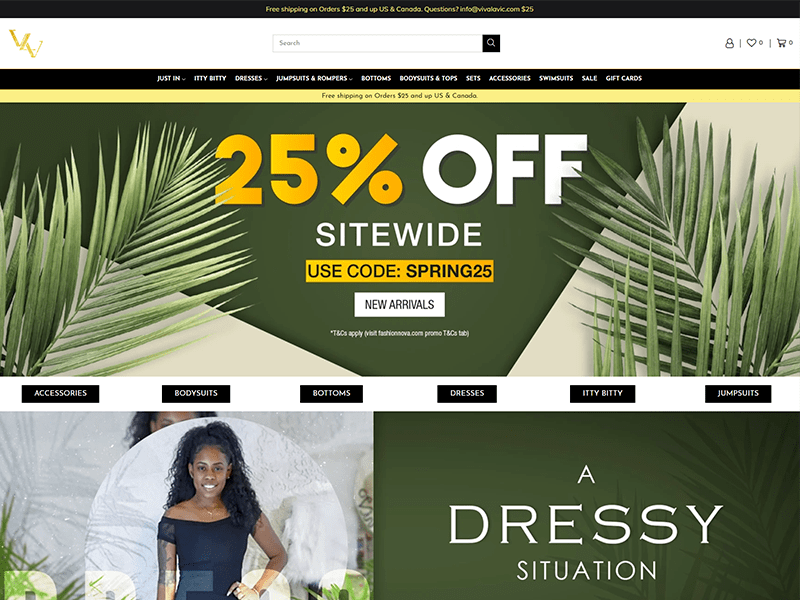 Free shipping on Orders $25 and up US & Canada. Questions? info@vivalavic.com $25
VLV
Search
0
0
JUST IN
ITTY BITTY
DRESSES
JUMPSUITS & ROMPERS
BOTTOMS
BODYSUITS & TOPS
SETS
ACCESSORIES
SWIMSUITS
SALE
GIFT CARDS
Free shipping on Orders $25 and up US & Canada.
25% OFF
SITEWIDE
USE CODE: SPRING25
NEW ARRIVALS
*T&Cs apply (visit fashionnova.com promo T&Cs tab)
ACCESSORIES
BODYSUITS
BOTTOMS
DRESSES
ITTY BITTY
JUMPSUITS
A
DRESSY
SITUATION